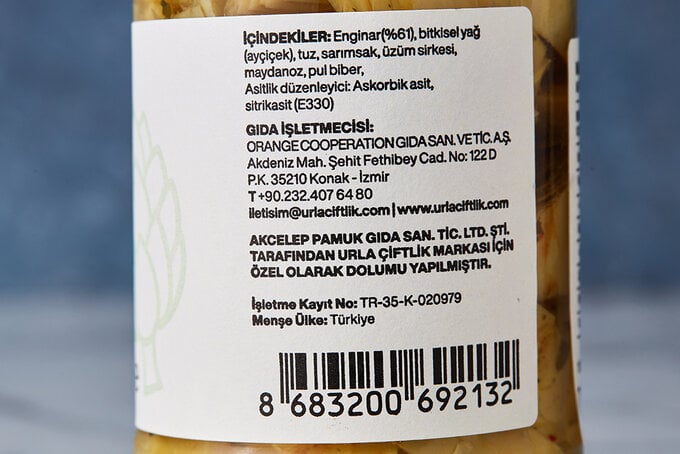 İÇİNDEKİLER: Enginar(%61), bitkisel yağ
(ayçiçek), tuz, sarımsak, üzüm sirkesi,
maydanoz, pul biber,
Asitlik düzenleyici: Askorbik asit,
sitrikasit (E330)
GIDA İŞLETMECİSİ:
ORANGE COOPERATION GIDA SAN. VE TİC. A.Ş.
Akdeniz Mah. Şehit Fethibey Cad. No: 122 D
P.K. 35210 Konak - İzmir
T +90.232.407 64 80
iletisim@urlaciftlik.com | www.urlaciftlik.com
AKCELEP PAMUK GIDA SAN. TİC. LTD. ŞTİ.
TARAFINDAN URLA ÇİFTLİK MARKASI İÇİN
ÖZEL OLARAK DOLUMU YAPILMIŞTIR.
İşletme Kayıt No: TR-35-K-020979
Menşe Ülke: Türkiye
8 683200 692132